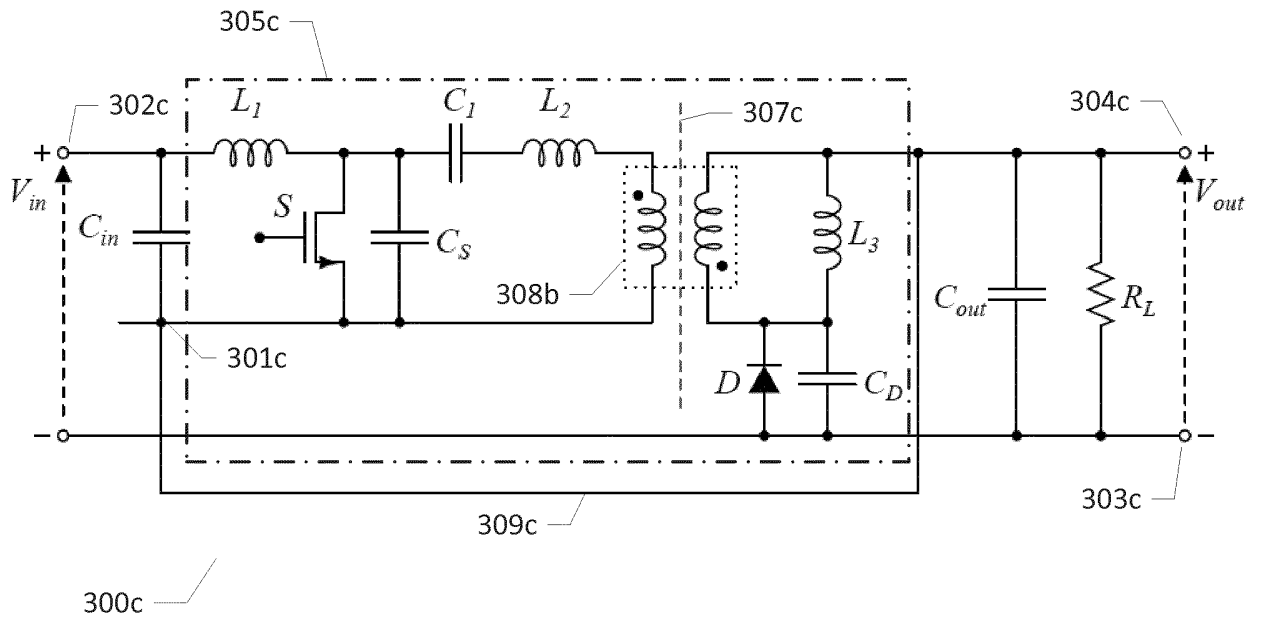 305c
302c
L1
C1
L2
307c
304c
+
+
Vin
Vout
S
Cin
CS
L3
308b
Cout
RL
301c
D
CD
−
−
303c
309c
300c